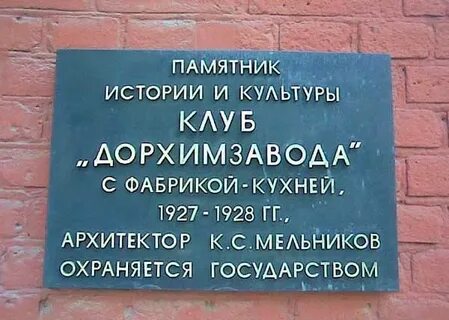 ПАМЯТНИК
ИСТОРИИ И КУЛЬТУРЫ
КЛУБ
„ДОРХИМЗАВОДА"
С ФАБРИКОЙ-КУХНЕЙ,
1927-1928 ГГ.,
АРХИТЕКТОР К.С.МЕЛЬНИКОВ
ОХРАНЯЕТСЯ ГОСУДАРСТВОМ